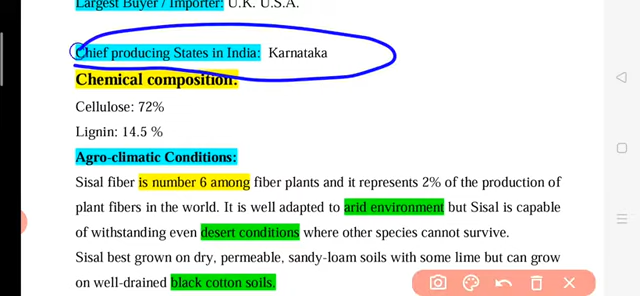 Largest Buyer / Importer: U.K. U.S.A.
Chief producing States in India: Karnataka
Chemical composition:
Cellulose: 72%
Lignin: 14.5 %
Agro-climatic Conditions:
Sisal fiber is number 6 among fiber plants and it represents 2% of the production of
plant fibers in the world. It is well adapted to arid environment but Sisal is capable
of withstanding even desert conditions where other species cannot survive.
Sisal best grown on dry, permeable, sandy-loam soils with some lime but can grow
on well-drained black cotton soils.